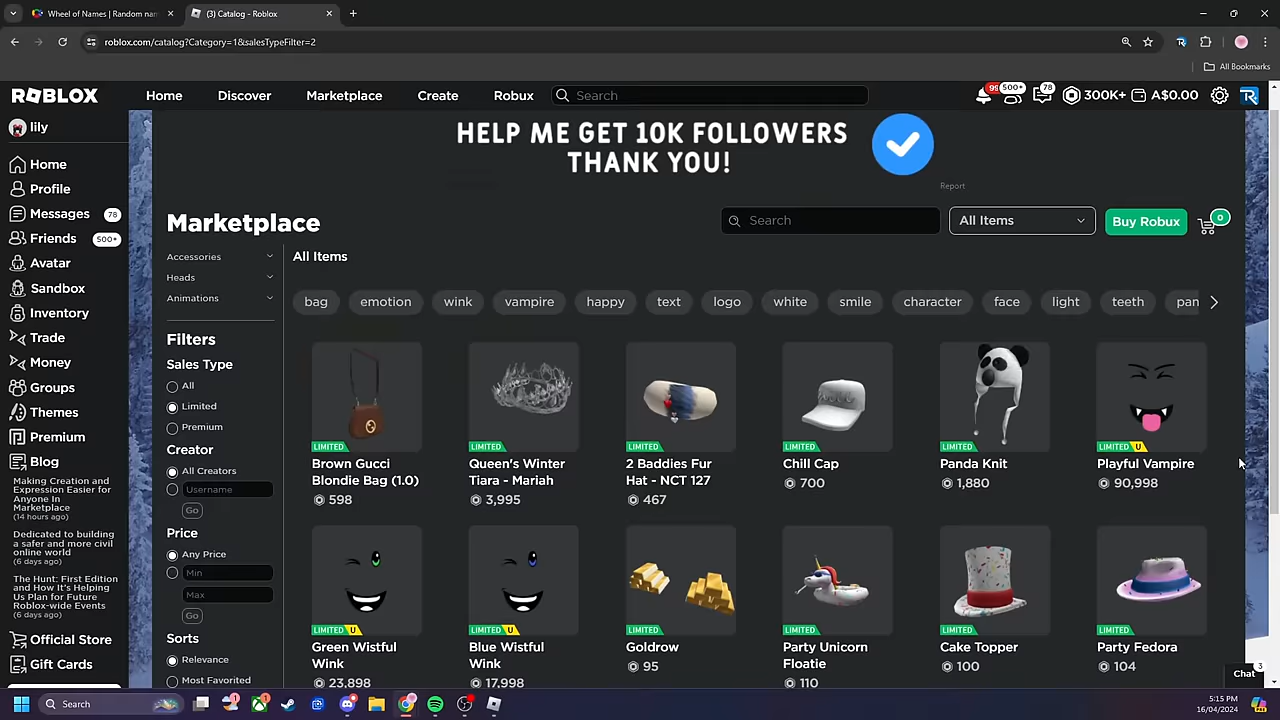 Wheel of Names | Random nam
(3) Catalog - Roblox
roblox.com/catalog?Category=1&salesTypeFilter=2
All Bookmarks
ROBLOX
Home
Discover
Marketplace
Create
Robux
Search
99
500+
78
300K+
A$0.00
lily
Home
Profile
Messages
78
Friends
500+
Avatar
Sandbox
Inventory
Trade
Money
Groups
Themes
Premium
Blog
Making Creation and
Expression Easier for
Anyone In
Marketplace
(14 hours ago)
Dedicated to building
a safer and more civil
online world
(6 days ago)
The Hunt: First Edition
and How It's Helping
Us Plan for Future
Roblox-wide Events
(6 days ago)
Official Store
Gift Cards
HELP ME GET 10K FOLLOWERS
THANK YOU!
Report
Marketplace
Search
All Items
Buy Robux
0
Accessories
Heads
Animations
Filters
Sales Type
All
Limited
Premium
Creator
All Creators
Username
Go
Price
Any Price
Min
Max
Go
Sorts
Relevance
Most Favorited
All Items
bag
emotion
wink
vampire
happy
text
logo
white
smile
character
face
light
teeth
pan
LIMITED
Brown Gucci
Blondie Bag (1.0)
598
LIMITED
Queen's Winter
Tiara - Mariah
3,995
LIMITED
2 Baddies Fur
Hat - NCT 127
467
LIMITED
Chill Cap
700
LIMITED
Panda Knit
1,880
LIMITED U
Playful Vampire
90,998
LIMITED U
Green Wistful
Wink
23,898
LIMITED U
Blue Wistful
Wink
17,998
LIMITED
Goldrow
95
LIMITED
Party Unicorn
Floatie
110
LIMITED
Cake Topper
100
LIMITED
Party Fedora
104
Chat
3
Search
5:15 PM
16/04/2024